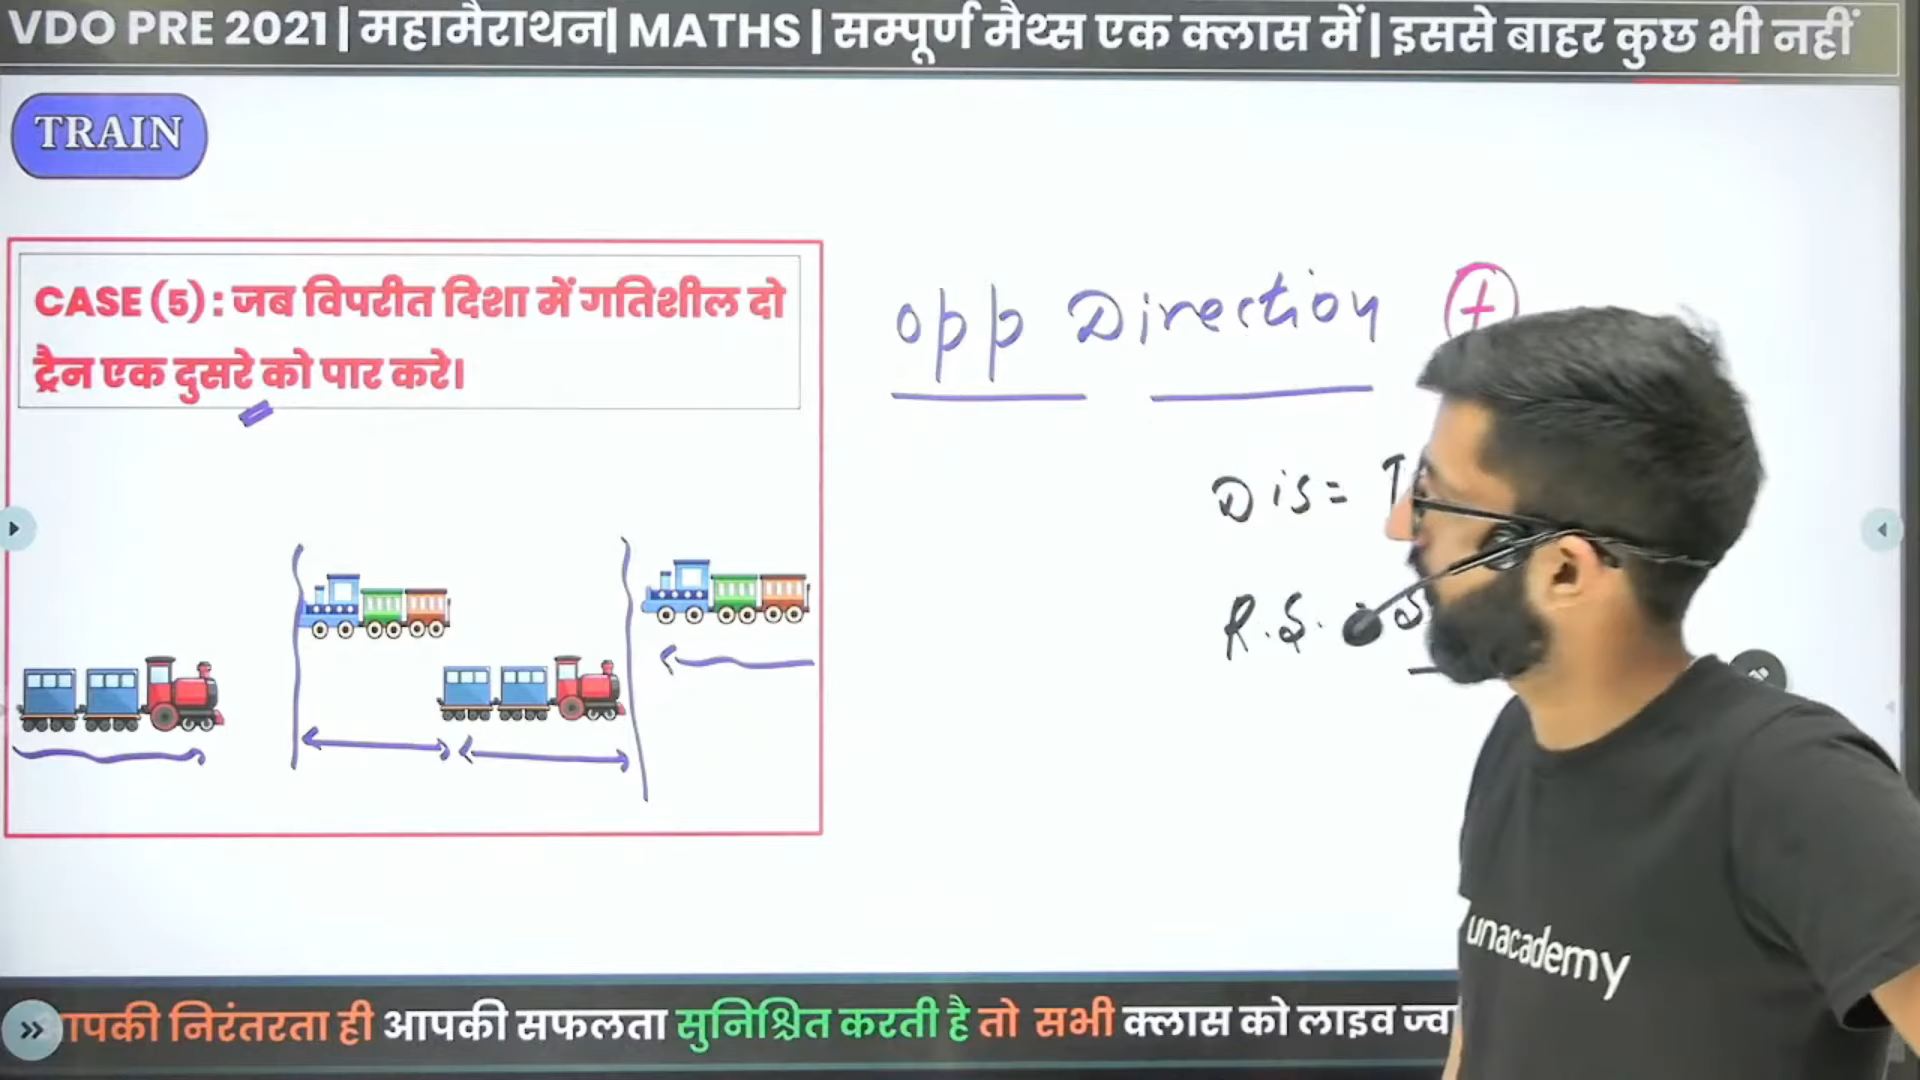 VDO PRE 2021 | महामैराथन| MATHS | सम्पूर्ण मैथ्स एक क्लास में | इससे बाहर कुछ भी नहीं
TRAIN
CASE (5) : जब विपरीत दिशा में गतिशील दो
ट्रैन एक दुसरे को पार करे।
opp Direction +
Dis =
R.S.
आपकी निरंतरता ही आपकी सफलता सुनिश्चित करती है तो सभी क्लास को लाइव
unacademy